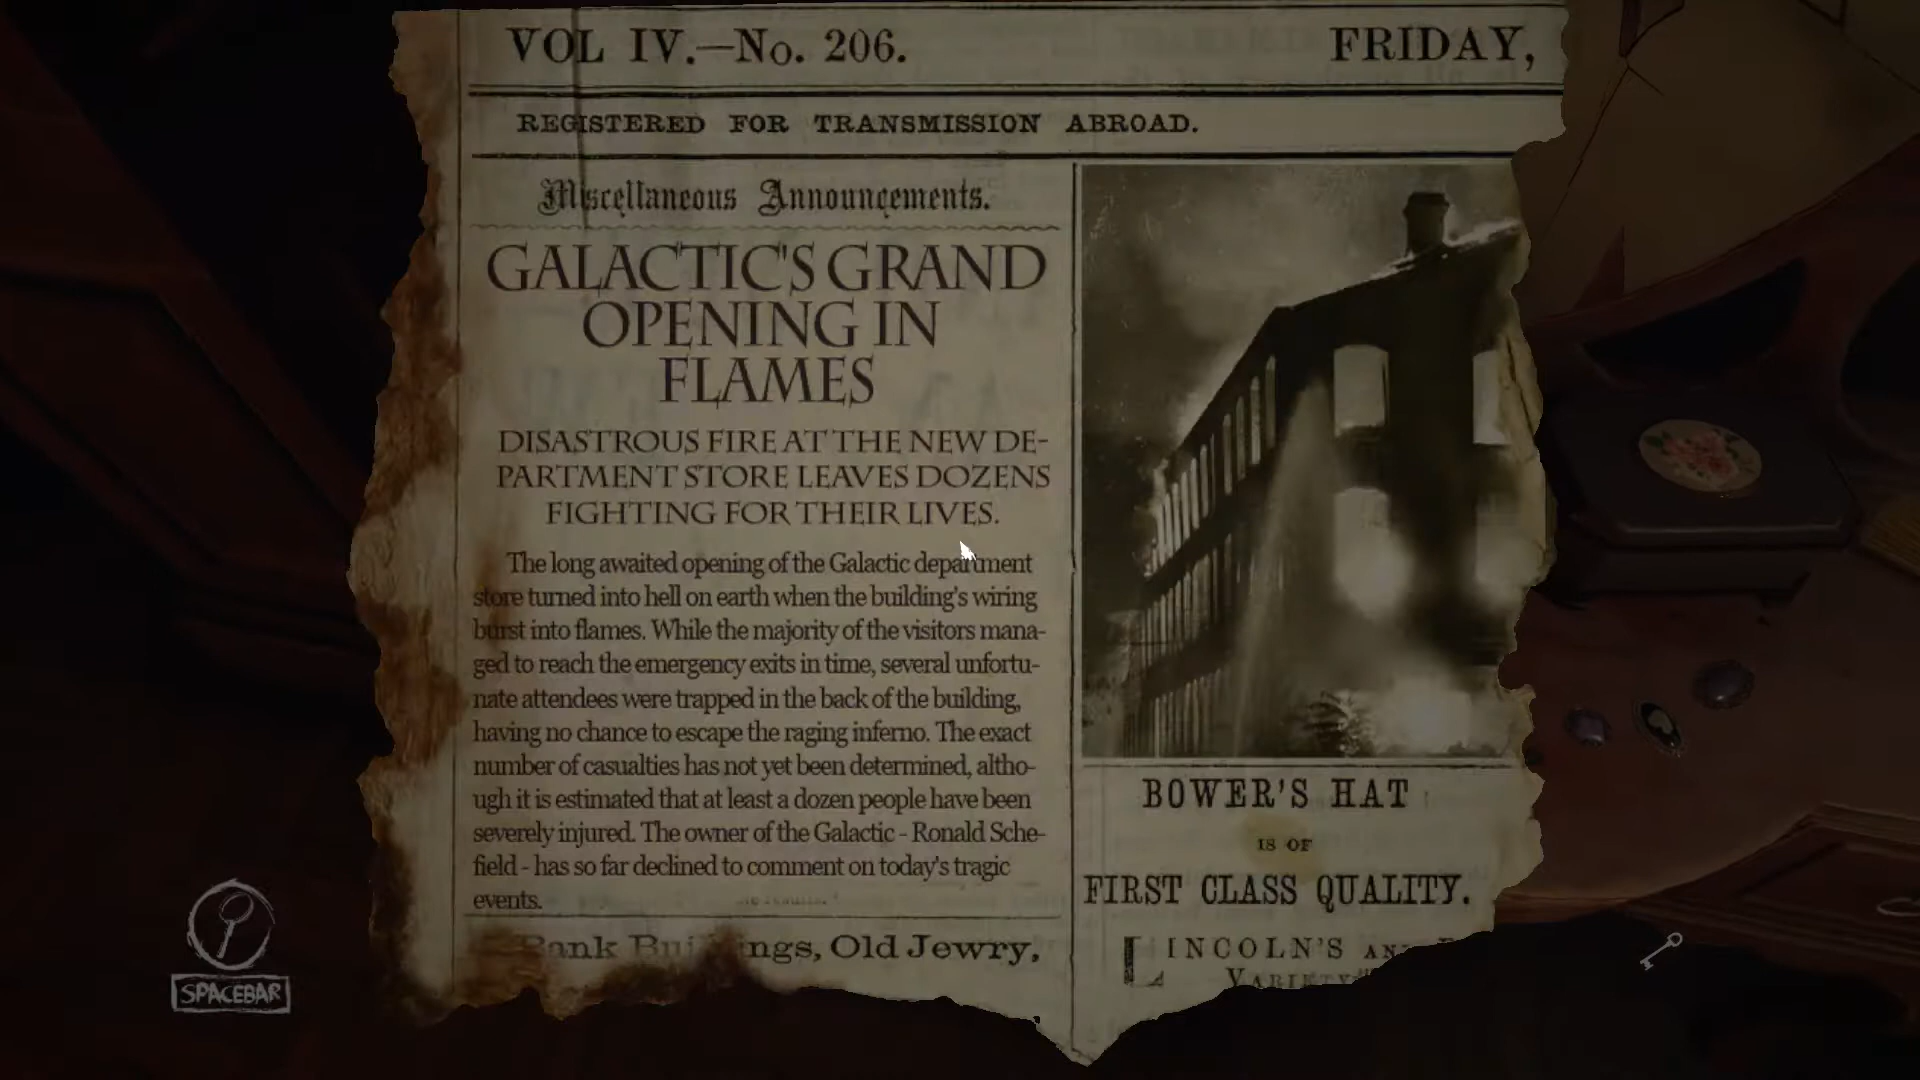 VOL IV.—No. 206.
FRIDAY,
REGISTERED FOR TRANSMISSION ABROAD.
Miscellaneous Announcements.
GALACTIC'S GRAND
OPENING IN
FLAMES
DISASTROUS FIRE AT THE NEW DE-
PARTMENT STORE LEAVES DOZENS
FIGHTING FOR THEIR LIVES.
The long awaited opening of the Galactic department
store turned into hell on earth when the building's wiring
burst into flames. While the majority of the visitors mana-
ged to reach the emergency exits in time, several unfortu-
nate attendees were trapped in the back of the building,
having no chance to escape the raging inferno. The exact
number of casualties has not yet been determined, altho-
ugh it is estimated that at least a dozen people have been
severely injured. The owner of the Galactic - Ronald Sche-
field - has so far declined to comment on today's tragic
events.
Bank Buildings, Old Jewry,
BOWER'S HAT
IS OF
FIRST CLASS QUALITY.
LINCOLN'S
VARIETY
SPACEBAR